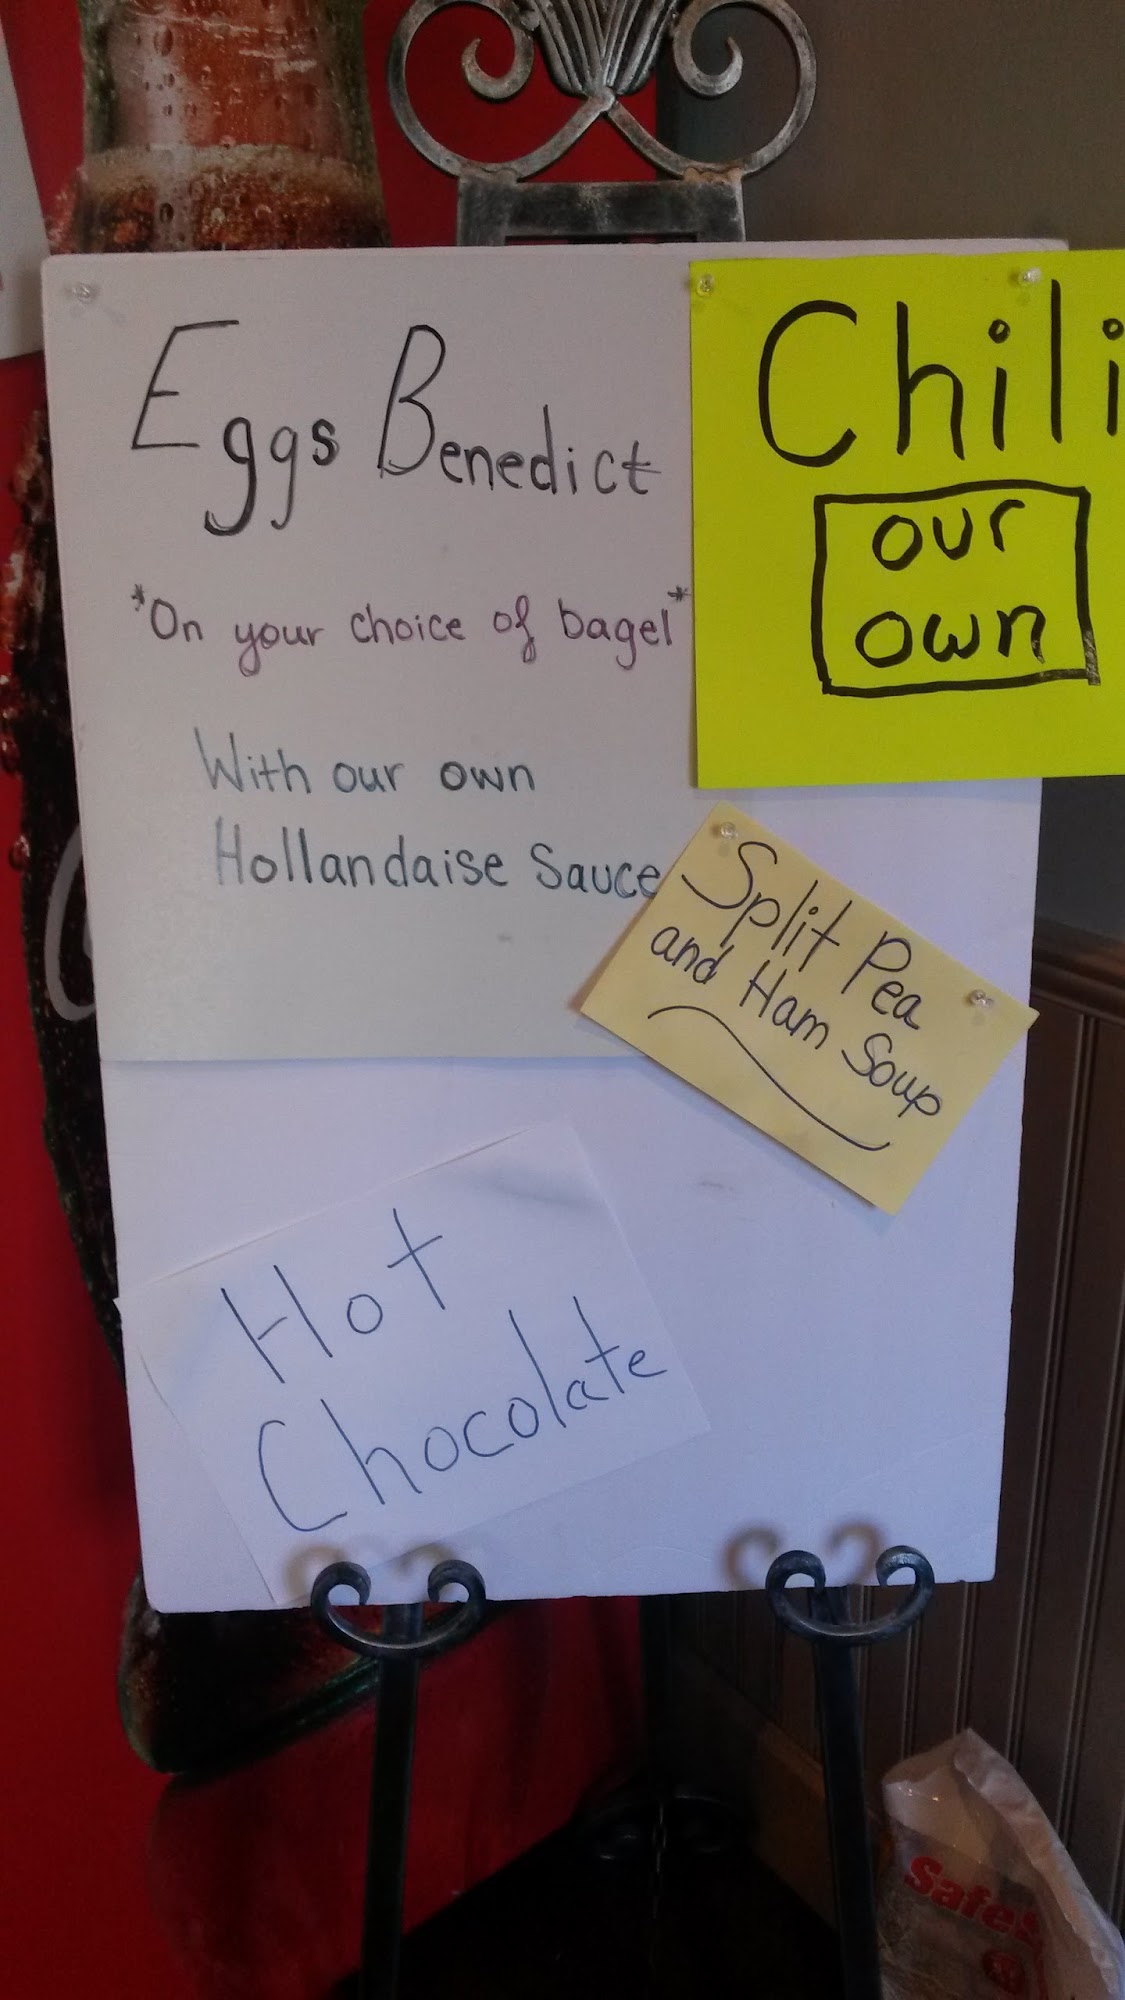 Eggs Benedict
*On your choice of bagel*
With our own
Hollandaise Sauce
Chili
our
own
Split Pea
and Ham Soup
Hot
Chocolate